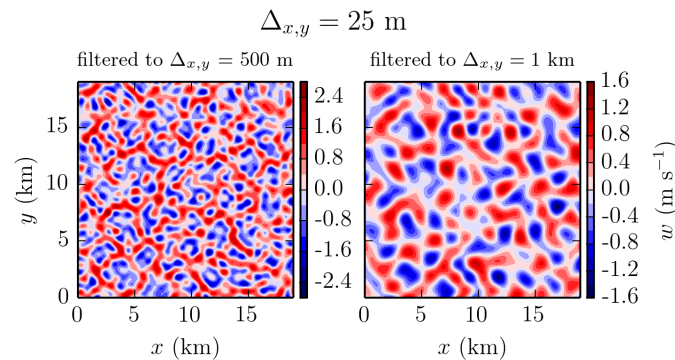 Δx,y = 25 m
filtered to Δx,y = 500 m
filtered to Δx,y = 1 km
y (km)
15
10
5
0
0 5 10 15
x (km)
2.4
1.6
0.8
0.0
-0.8
-1.6
-2.4
0 5 10 15
x (km)
1.6
1.2
0.8
0.4
0.0
-0.4
-0.8
-1.2
-1.6
w (m s⁻¹)